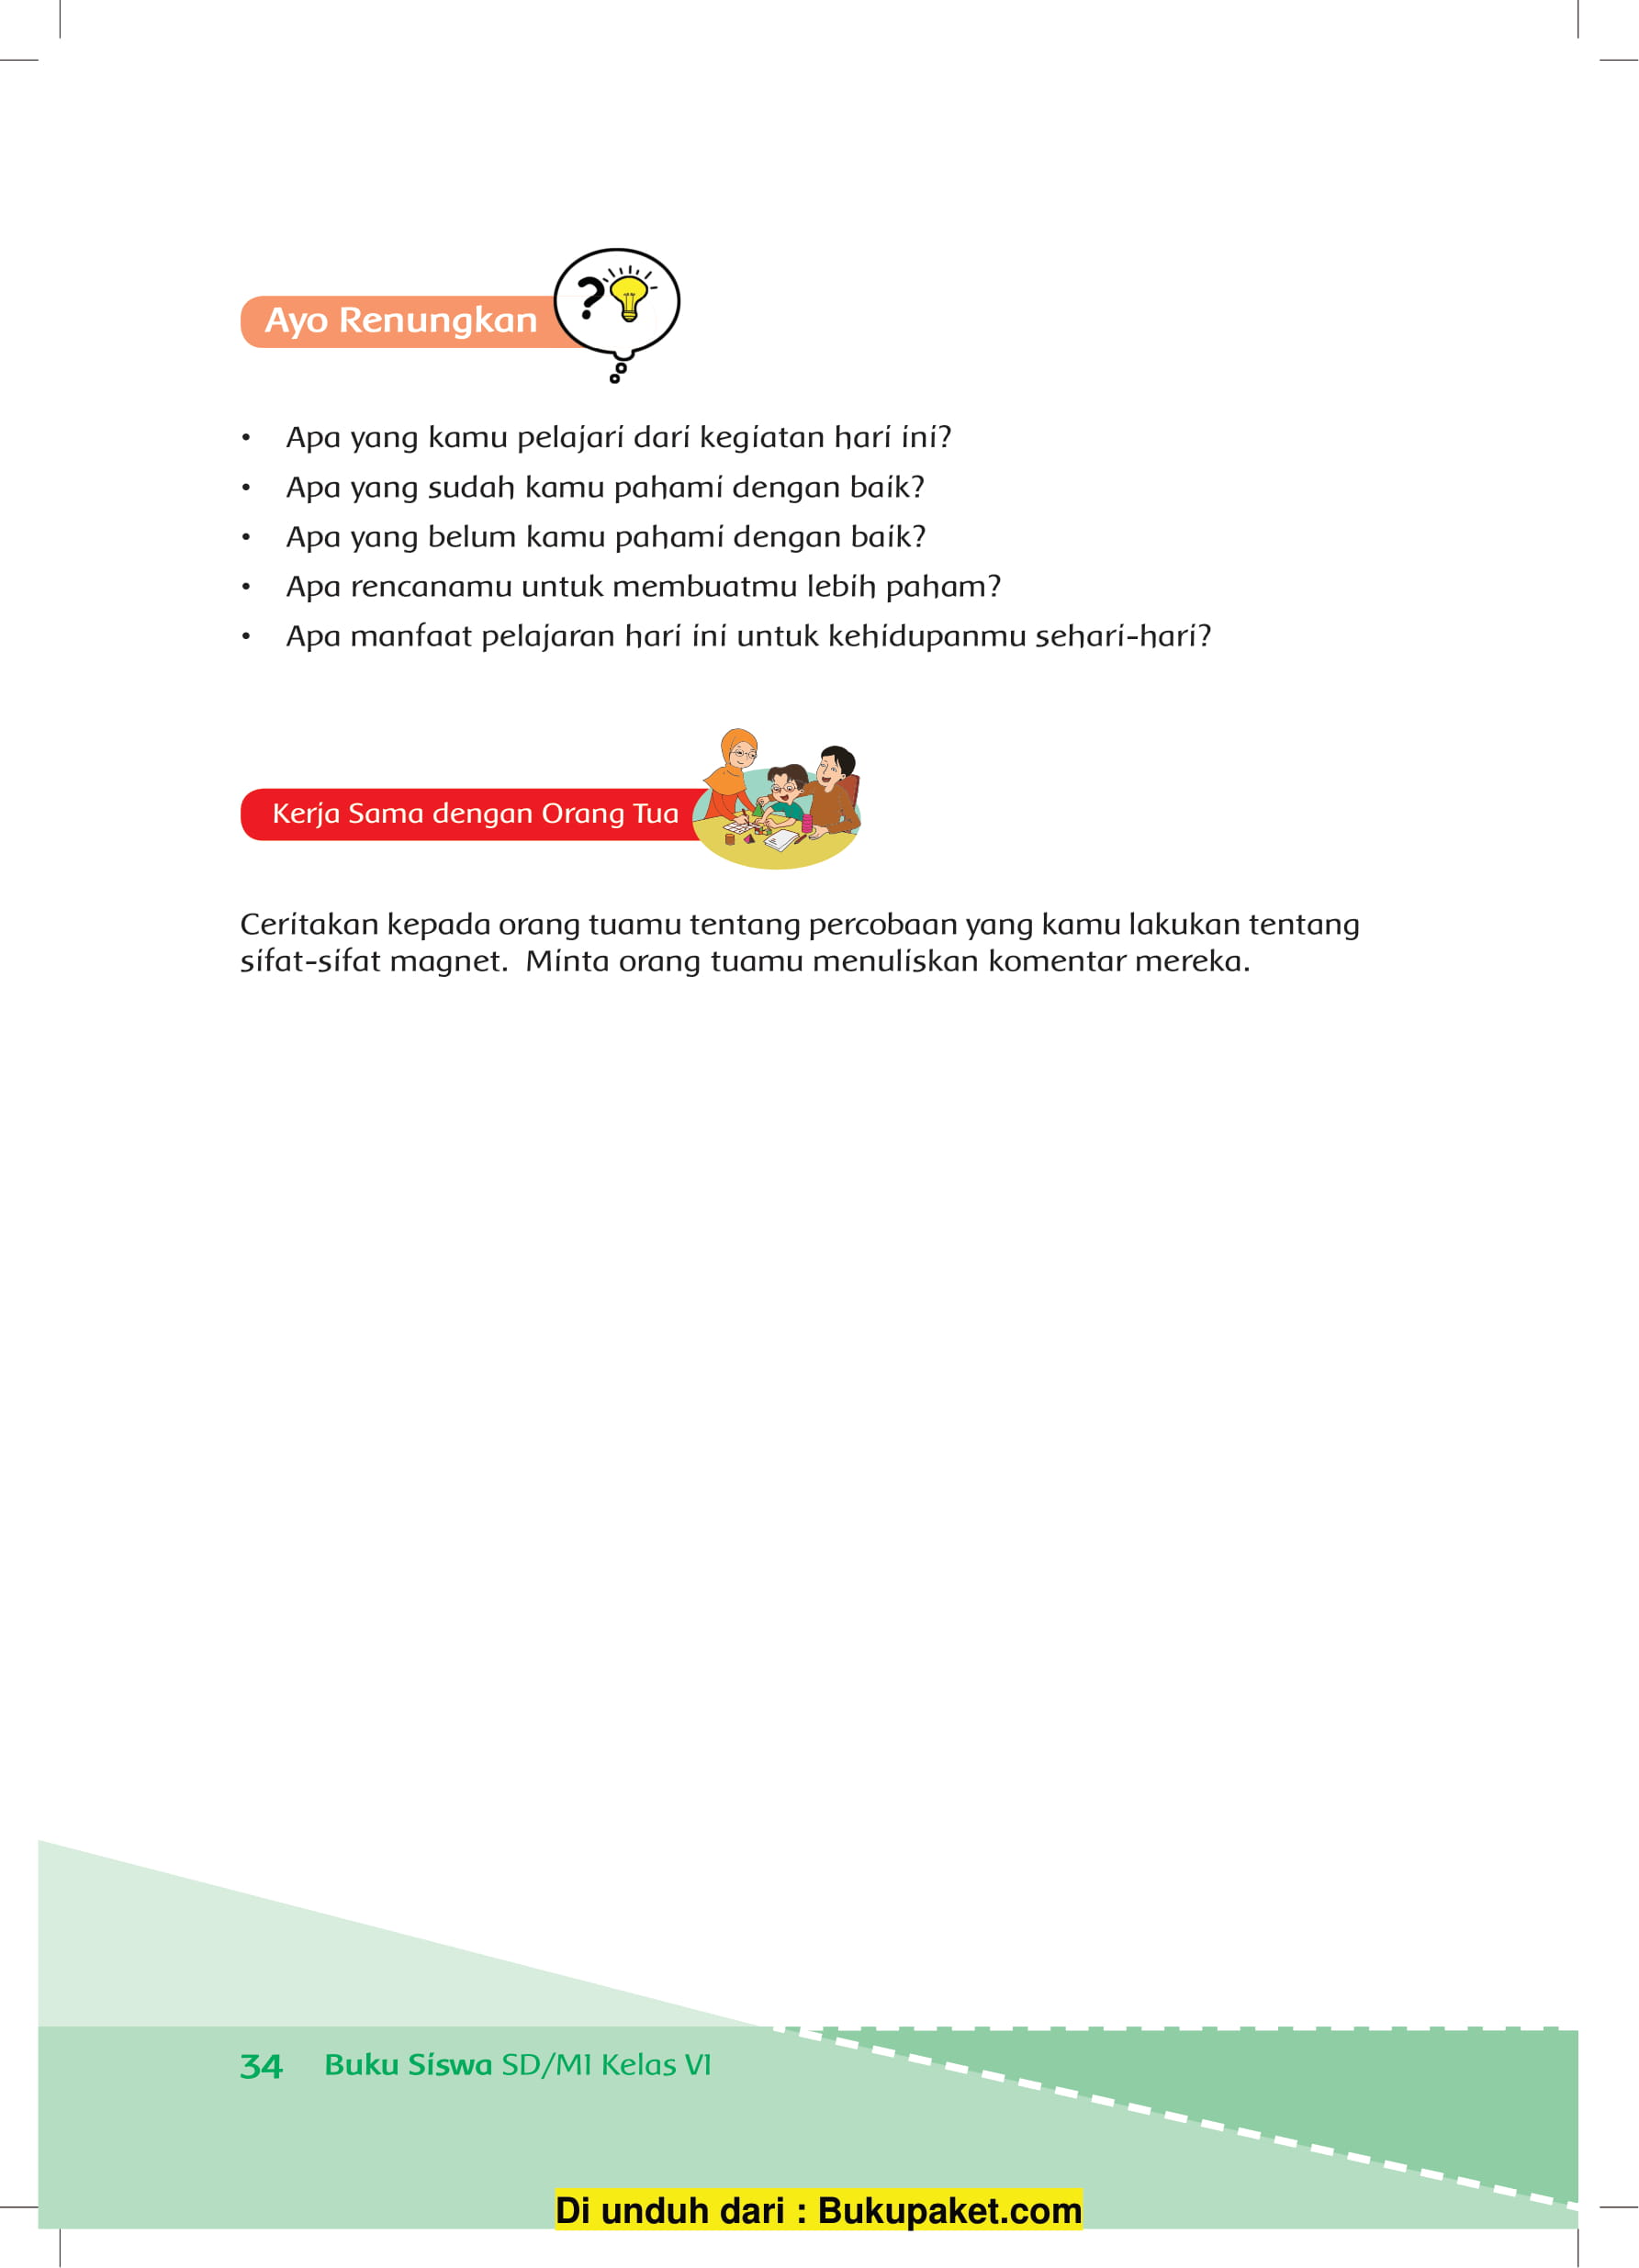 Ayo Renungkan
?
• Apa yang kamu pelajari dari kegiatan hari ini?
• Apa yang sudah kamu pahami dengan baik?
• Apa yang belum kamu pahami dengan baik?
• Apa rencanamu untuk membuatmu lebih paham?
• Apa manfaat pelajaran hari ini untuk kehidupanmu sehari-hari?
Kerja Sama dengan Orang Tua
Ceritakan kepada orang tuamu tentang percobaan yang kamu lakukan tentang
sifat-sifat magnet.  Minta orang tuamu menuliskan komentar mereka.
34 Buku Siswa SD/MI Kelas VI
Di unduh dari : Bukupaket.com